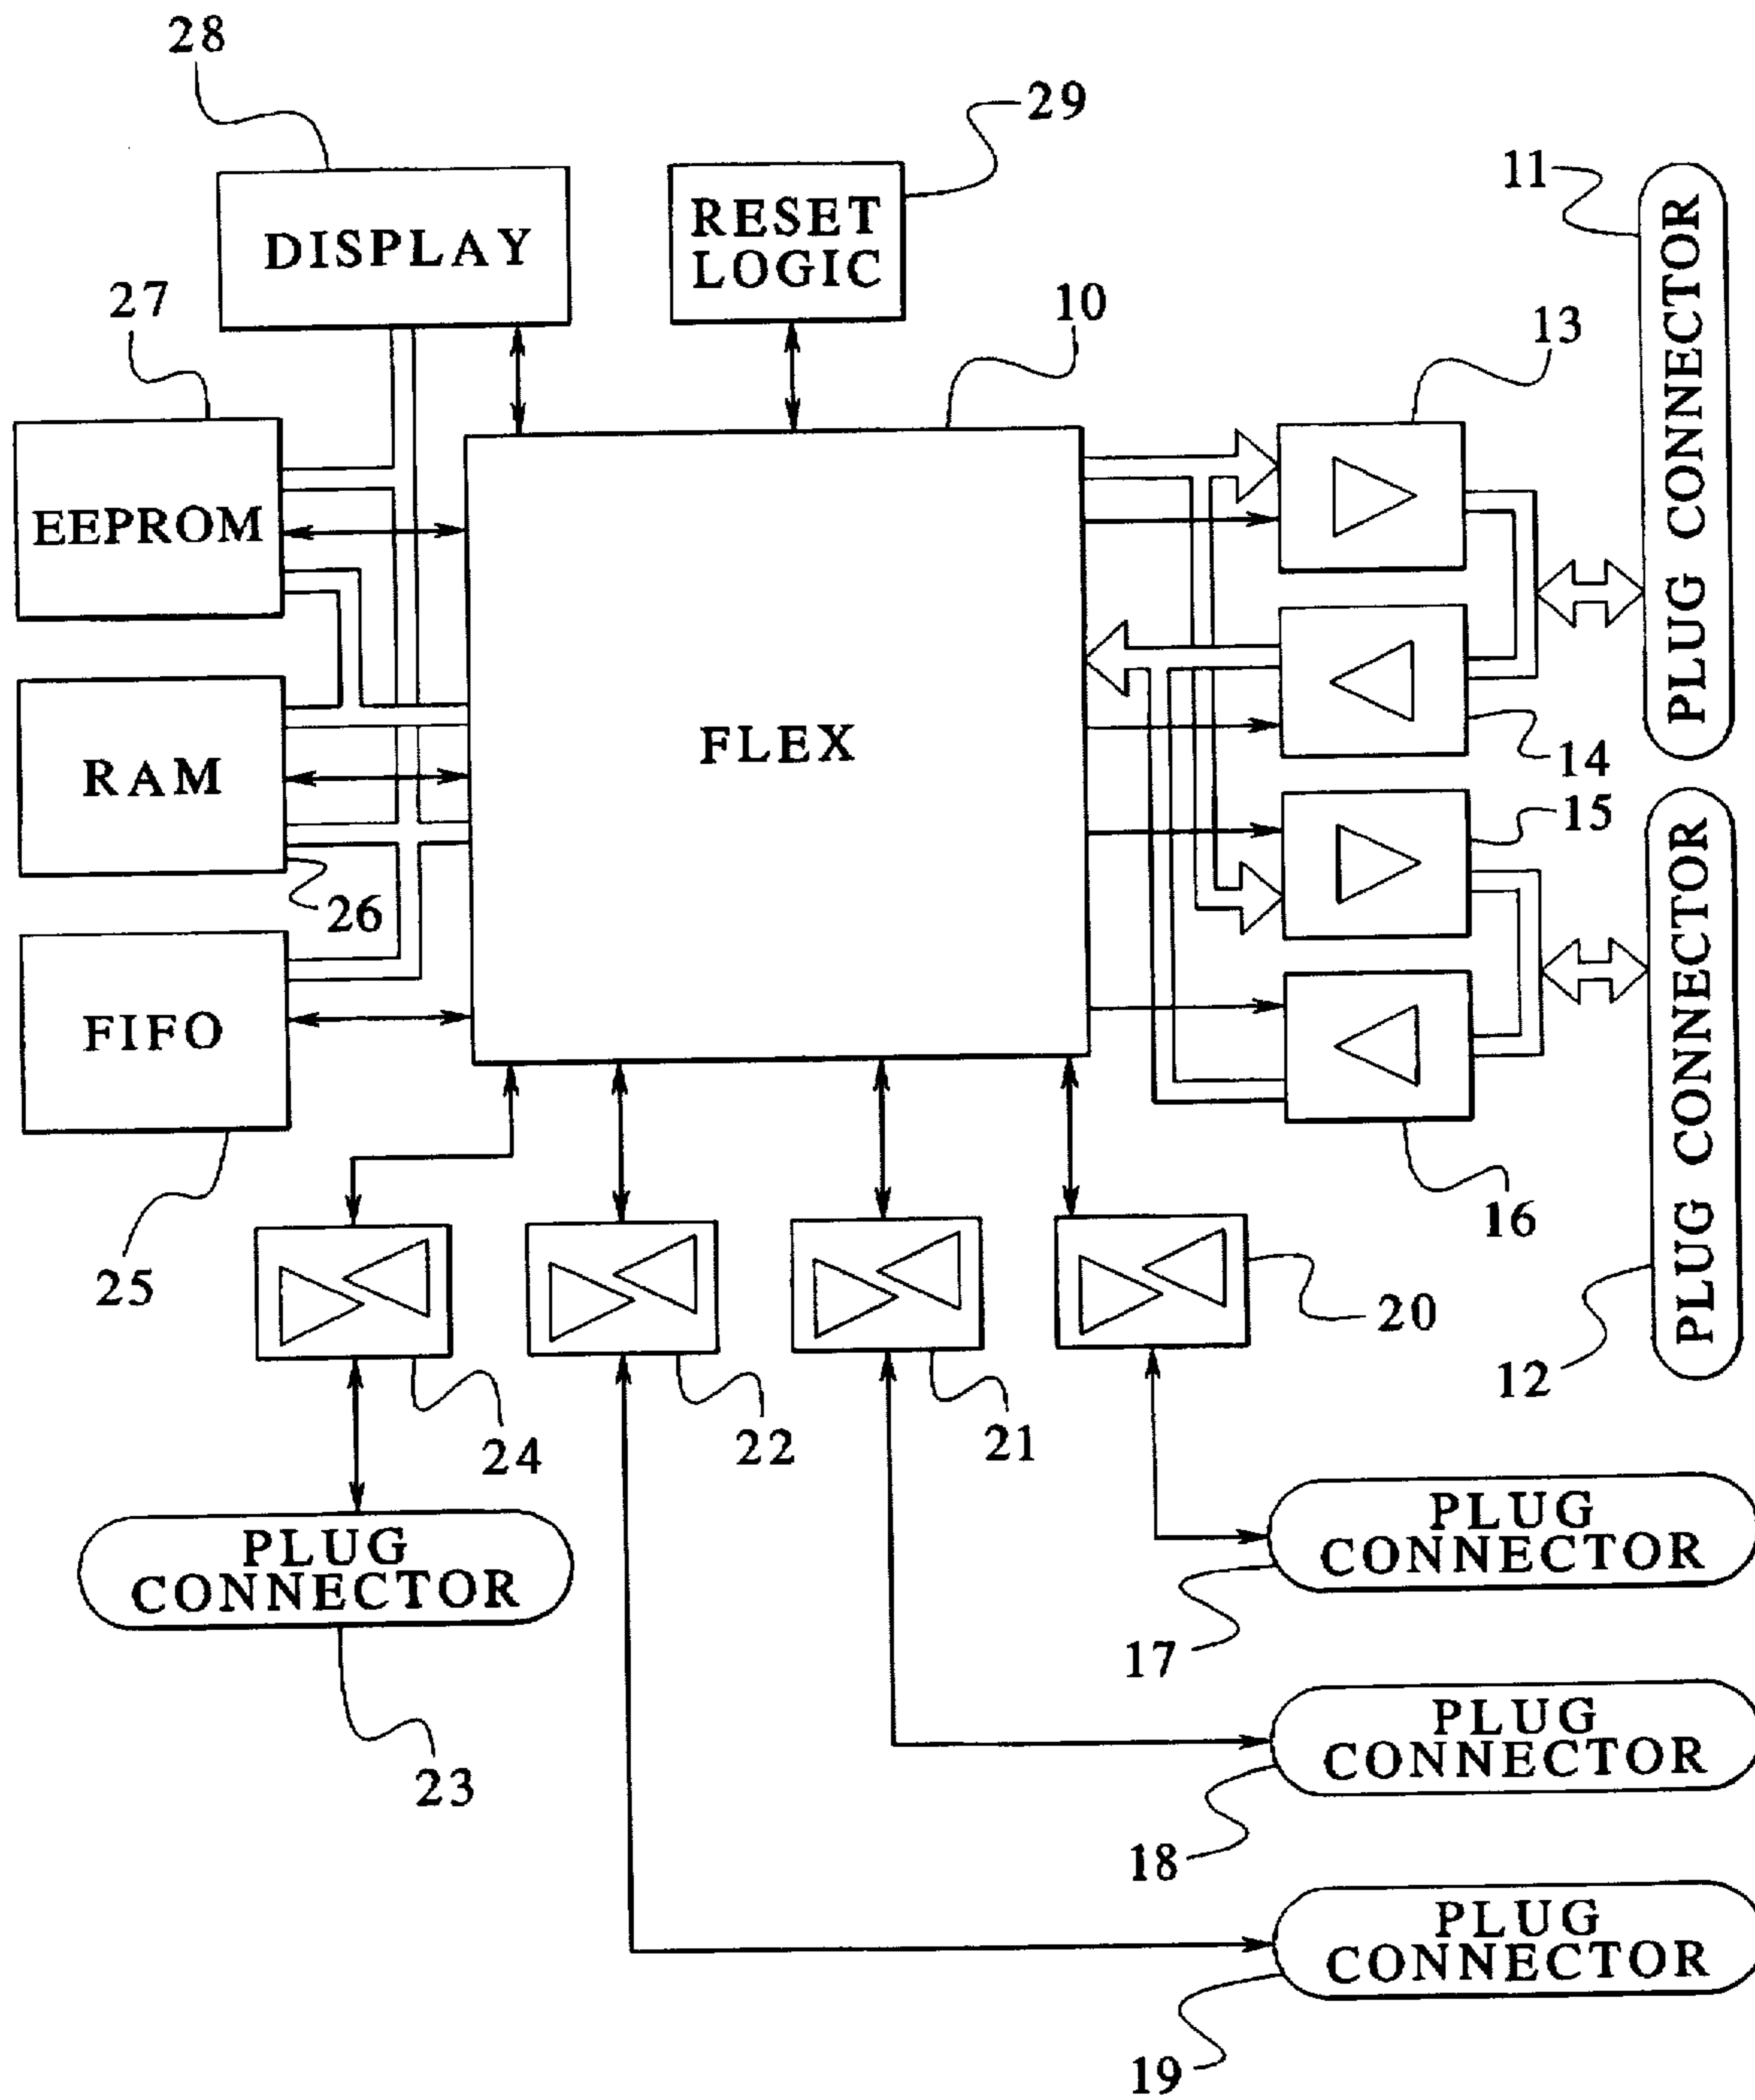 28
29
11
DISPLAY
RESET
LOGIC
27
10
13
PLUG CONNECTOR
EEPROM
FLEX
14
RAM
15
26
PLUG CONNECTOR
FIFO
16
25
20
12
24
22
21
PLUG
CONNECTOR
PLUG
CONNECTOR
17
23
PLUG
CONNECTOR
18
PLUG
CONNECTOR
19